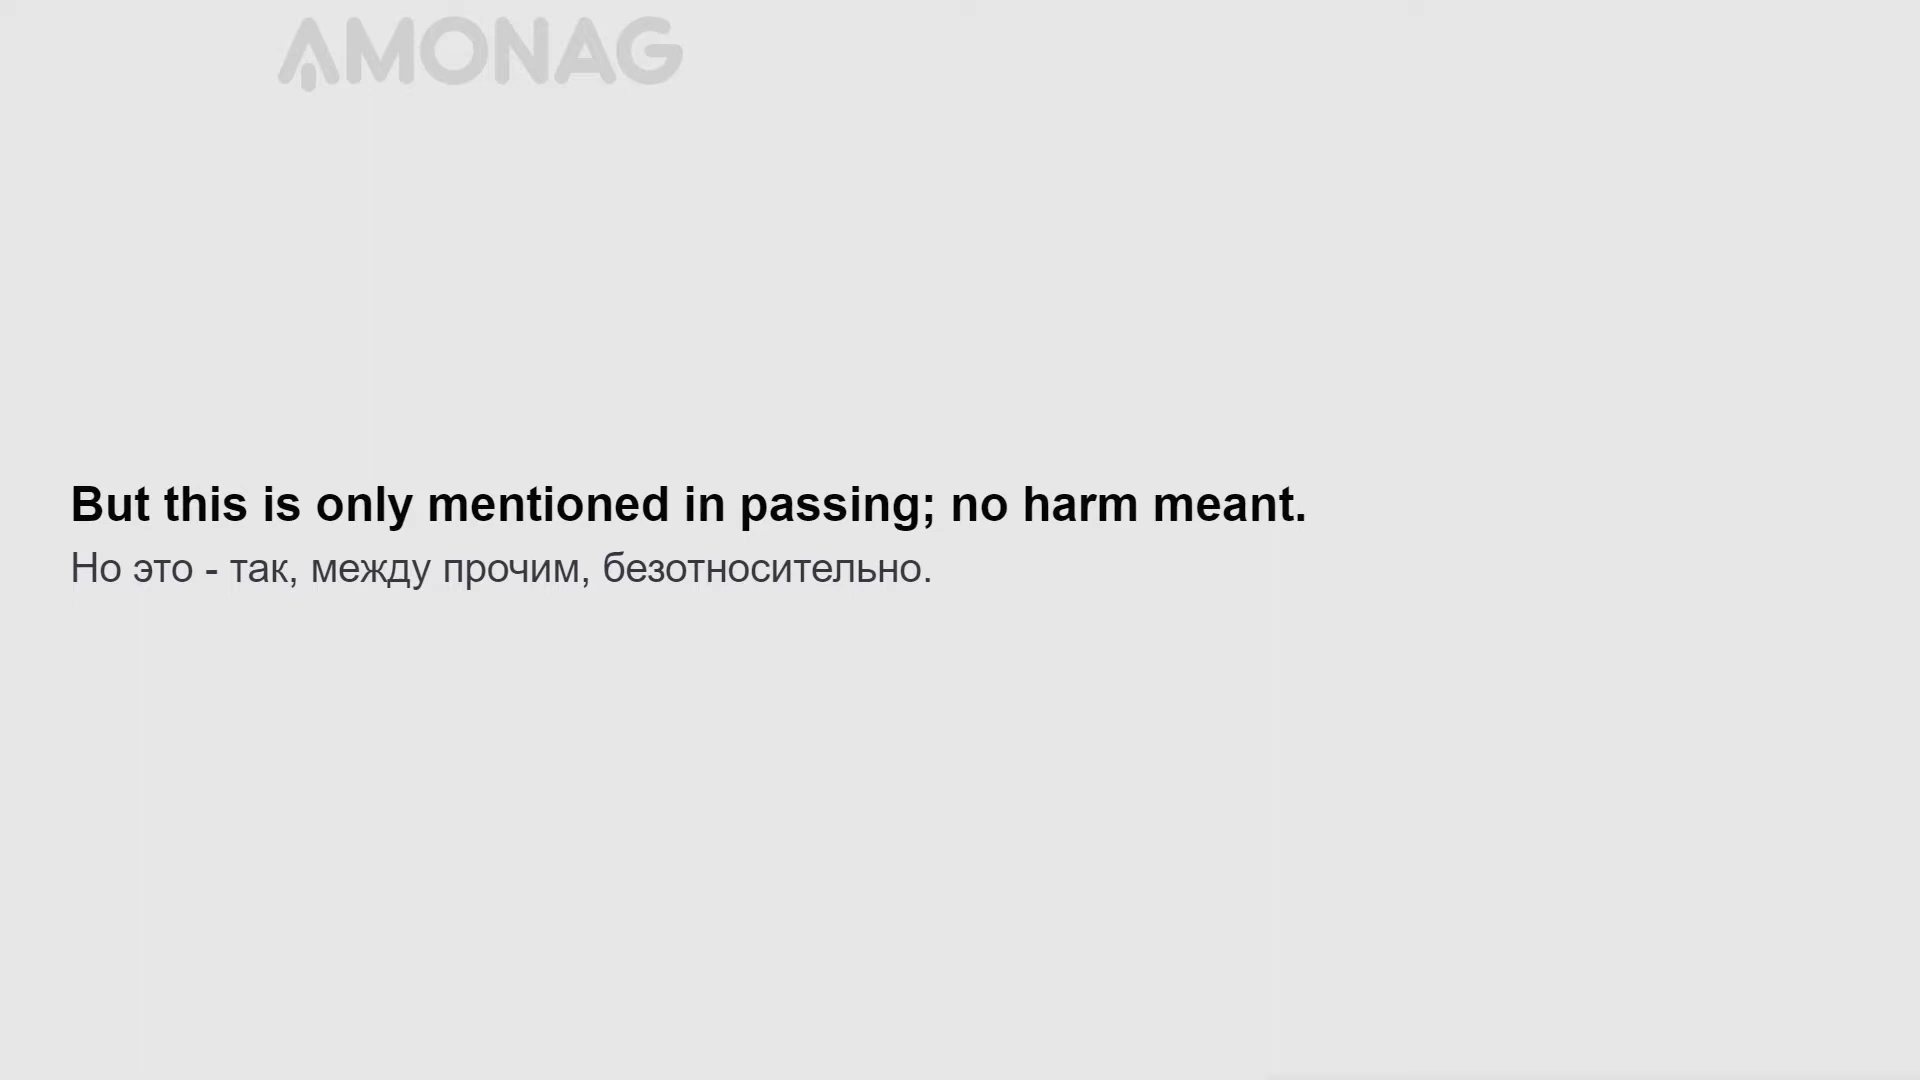 AMONAG
But this is only mentioned in passing; no harm meant.
Но это - так, между прочим, безотносительно.